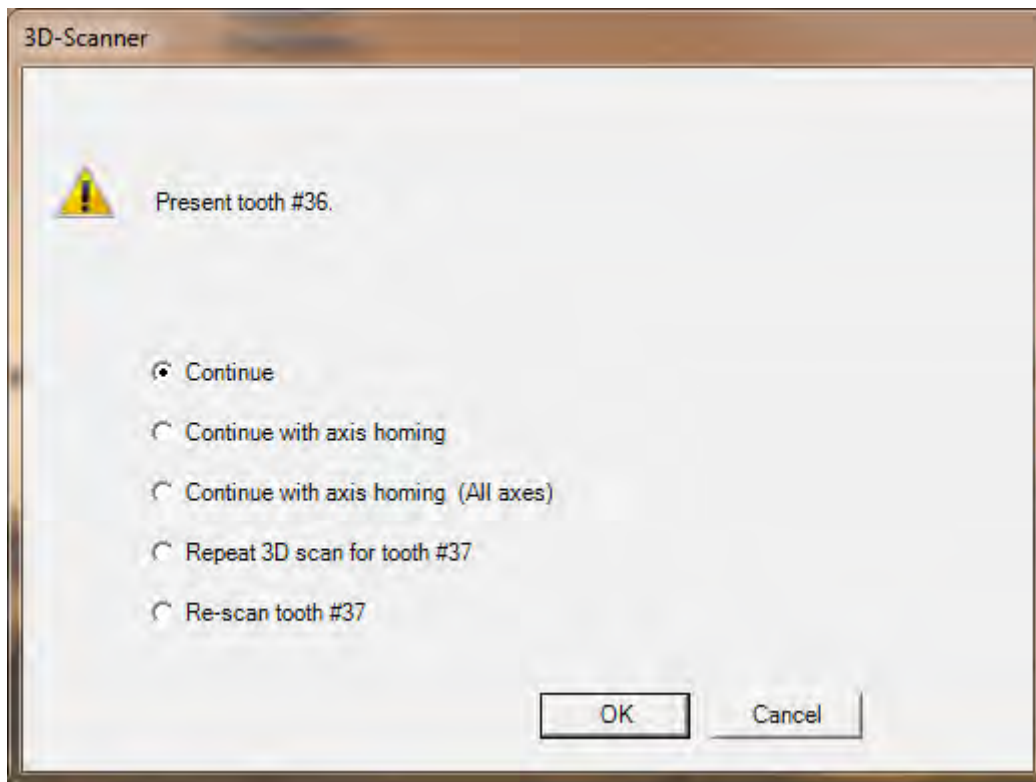 3D-Scanner
Present tooth #36.
Continue
Continue with axis homing
Continue with axis homing (All axes)
Repeat 3D scan for tooth #37
Re-scan tooth #37
OK
Cancel